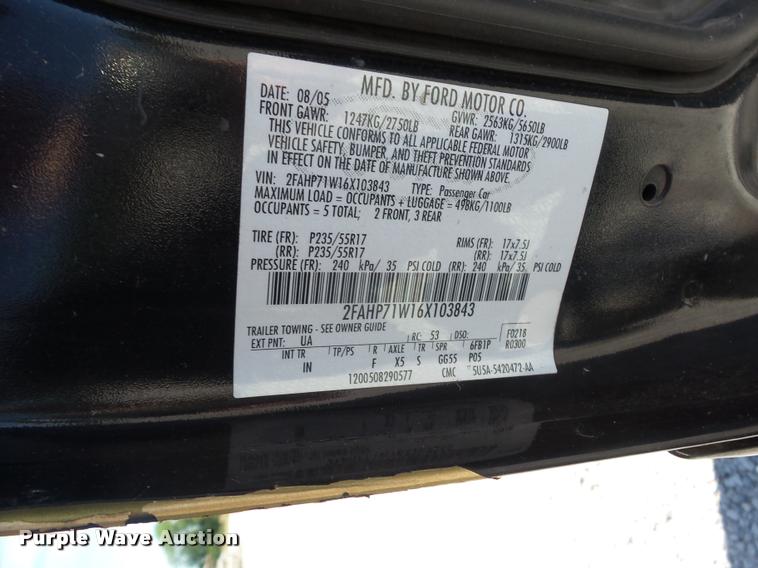 MFD. BY FORD MOTOR CO.
DATE: 08/05 GVWR: 2563KG/5650LB
FRONT GAWR: 1247KG/2750LB REAR GAWR: 1315KG/2900LB
THIS VEHICLE CONFORMS TO ALL APPLICABLE FEDERAL MOTOR
VEHICLE SAFETY, BUMPER, AND THEFT PREVENTION STANDARDS
IN EFFECT ON THE DATE OF MANUFACTURE SHOWN ABOVE.
VIN: 2FAHP71W16X103843 TYPE: Passenger Car
MAXIMUM LOAD = OCCUPANTS + LUGGAGE = 498KG/1100LB
OCCUPANTS = 5 TOTAL; 2 FRONT, 3 REAR
TIRE (FR): P235/55R17 RIMS (FR): 17x7.5J
(RR): P235/55R17 (RR): 17x7.5J
PRESSURE (FR): 240 kPa/ 35 PSI COLD (RR): 240 kPa/ 35 PSI COLD
2FAHP71W16X103843
TRAILER TOWING - SEE OWNER GUIDE F0218
EXT PNT: UA RC: 53 DSO: R0300
INT TR TP/PS R AXLE TR SPR 6FB1P
IN F X5 S GG55 P05
1200508290577 CMC 5U5A-5420472-AA
Purple Wave Auction